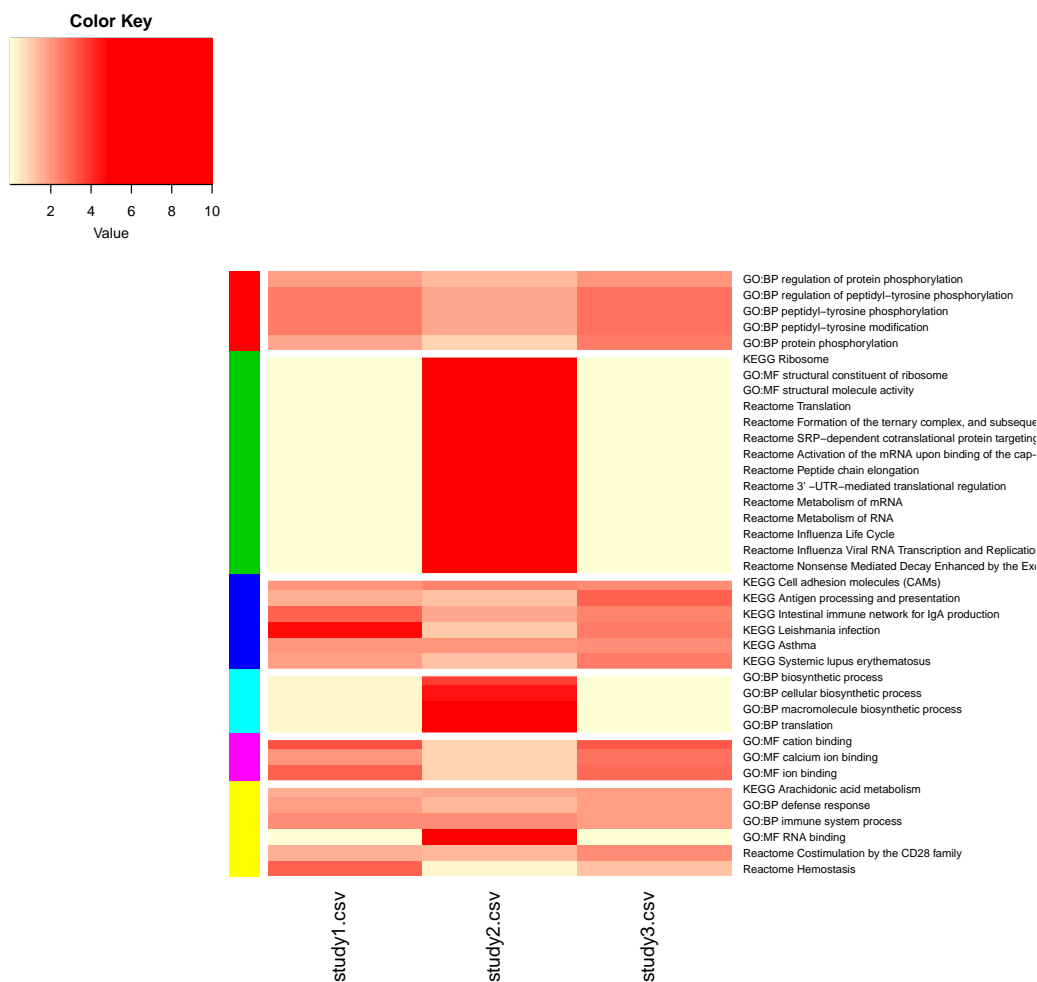 Color Key
2 4 6 8 10
Value
GO:BP regulation of protein phosphorylation
GO:BP regulation of peptidyl−tyrosine phosphorylation
GO:BP peptidyl−tyrosine phosphorylation
GO:BP peptidyl−tyrosine modification
GO:BP protein phosphorylation
KEGG Ribosome
GO:MF structural constituent of ribosome
GO:MF structural molecule activity
Reactome Translation
Reactome Formation of the ternary complex, and subseque
Reactome SRP−dependent cotranslational protein targeting
Reactome Activation of the mRNA upon binding of the cap−
Reactome Peptide chain elongation
Reactome 3' −UTR−mediated translational regulation
Reactome Metabolism of mRNA
Reactome Metabolism of RNA
Reactome Influenza Life Cycle
Reactome Influenza Viral RNA Transcription and Replicatio
Reactome Nonsense Mediated Decay Enhanced by the Ex
KEGG Cell adhesion molecules (CAMs)
KEGG Antigen processing and presentation
KEGG Intestinal immune network for IgA production
KEGG Leishmania infection
KEGG Asthma
KEGG Systemic lupus erythematosus
GO:BP biosynthetic process
GO:BP cellular biosynthetic process
GO:BP macromolecule biosynthetic process
GO:BP translation
GO:MF cation binding
GO:MF calcium ion binding
GO:MF ion binding
KEGG Arachidonic acid metabolism
GO:BP defense response
GO:BP immune system process
GO:MF RNA binding
Reactome Costimulation by the CD28 family
Reactome Hemostasis
study1.csv
study2.csv
study3.csv